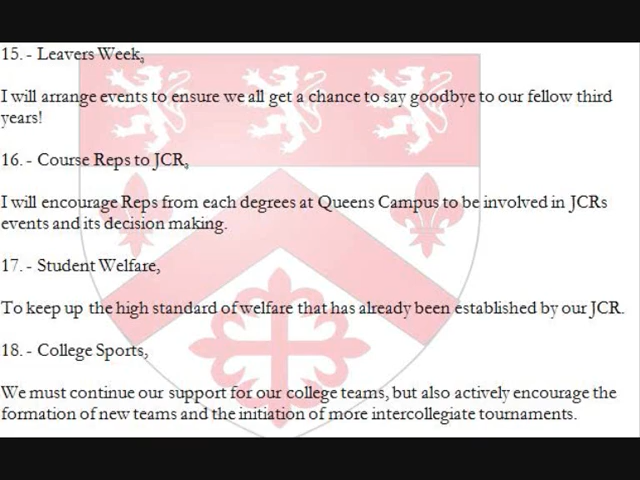 15. - Leavers Week,
I will arrange events to ensure we all get a chance to say goodbye to our fellow third
years!
16. - Course Reps to JCR,
I will encourage Reps from each degrees at Queens Campus to be involved in JCRs
events and its decision making.
17. - Student Welfare,
To keep up the high standard of welfare that has already been established by our JCR.
18. - College Sports,
We must continue our support for our college teams, but also actively encourage the
formation of new teams and the initiation of more intercollegiate tournaments.